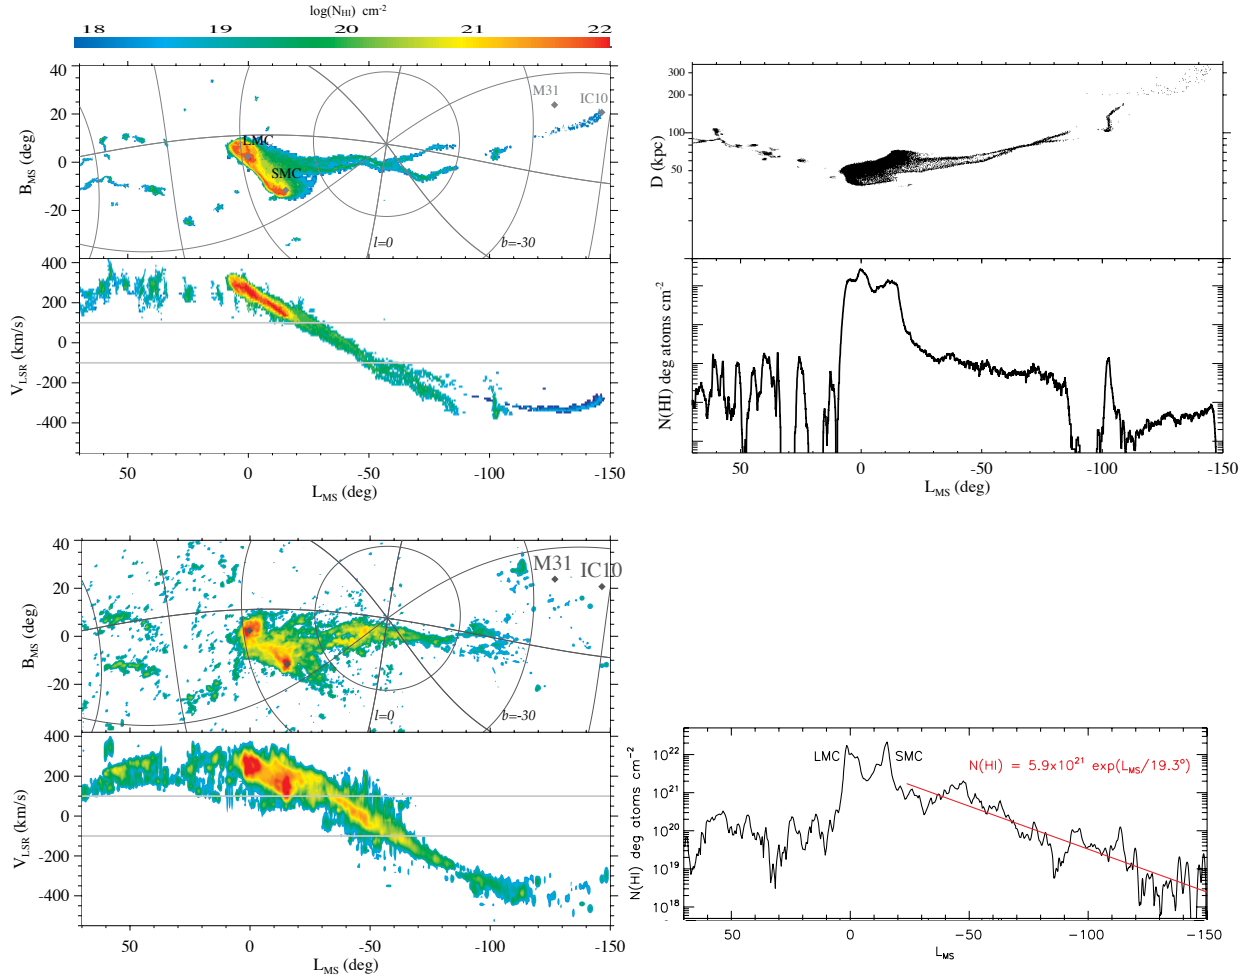 log(N_HI) cm^-2
18 19 20 21 22
40
20
0
-20
B_MS (deg)
LMC
SMC
M31
IC10
l=0
b=-30
400
200
0
-200
-400
V_LSR (km/s)
50 0 -50 -100 -150
L_MS (deg)
300
200
100
50
D (kpc)
N(HI) deg atoms cm^-2
50 0 -50 -100 -150
L_MS (deg)
40
20
0
-20
B_MS (deg)
M31
IC10
l=0
b=-30
400
200
0
-200
-400
V_LSR (km/s)
50 0 -50 -100 -150
L_MS (deg)
10^22
10^21
10^20
10^19
10^18
N(HI) deg atoms cm^-2
LMC
SMC
N(HI) = 5.9x10^21 exp(L_MS/19.3°)
50 0 -50 -100 -150
L_MS